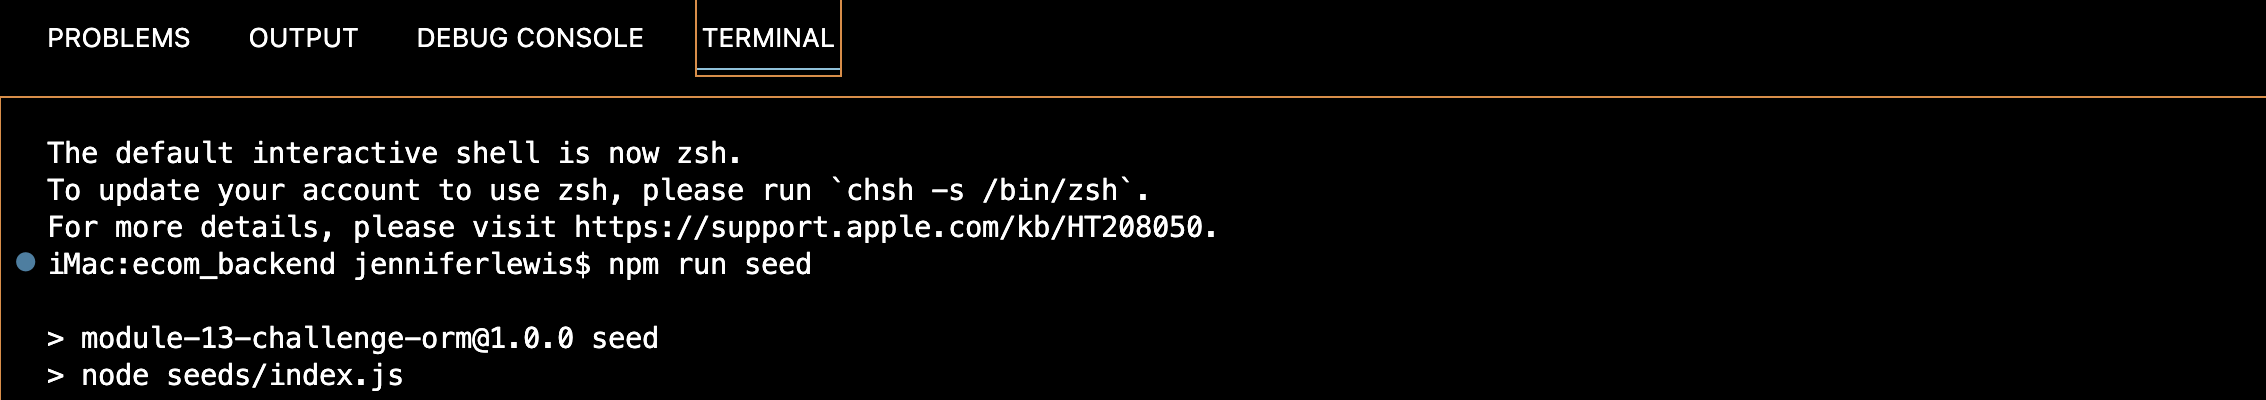 PROBLEMS OUTPUT DEBUG CONSOLE TERMINAL
The default interactive shell is now zsh.
To update your account to use zsh, please run `chsh -s /bin/zsh`.
For more details, please visit https://support.apple.com/kb/HT208050.
iMac:ecom_backend jenniferlewis$ npm run seed
> module-13-challenge-orm@1.0.0 seed
> node seeds/index.js